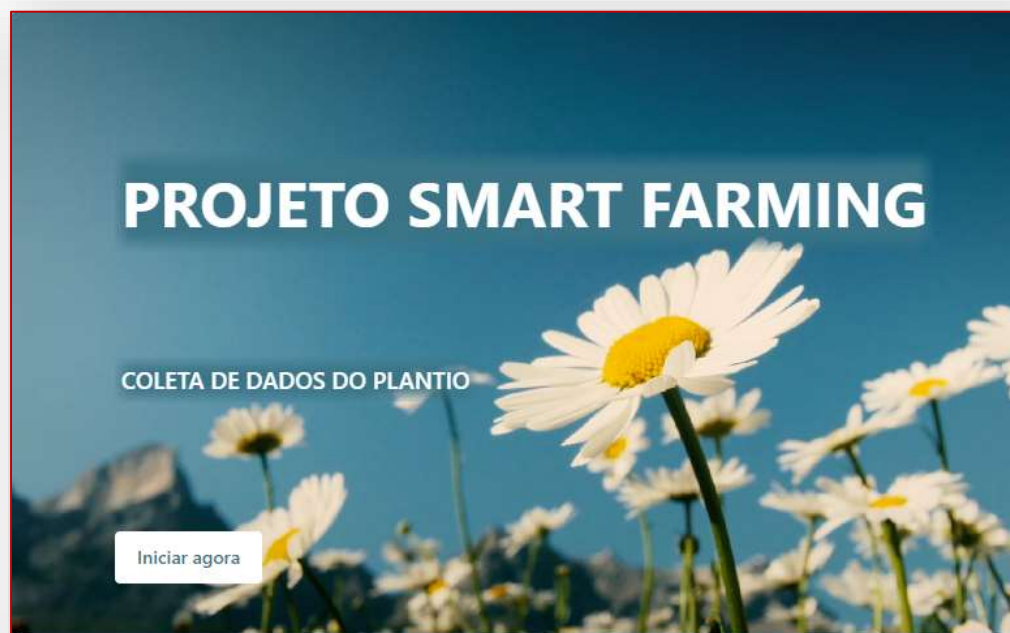 PROJETO SMART FARMING
COLETA DE DADOS DO PLANTIO
Iniciar agora